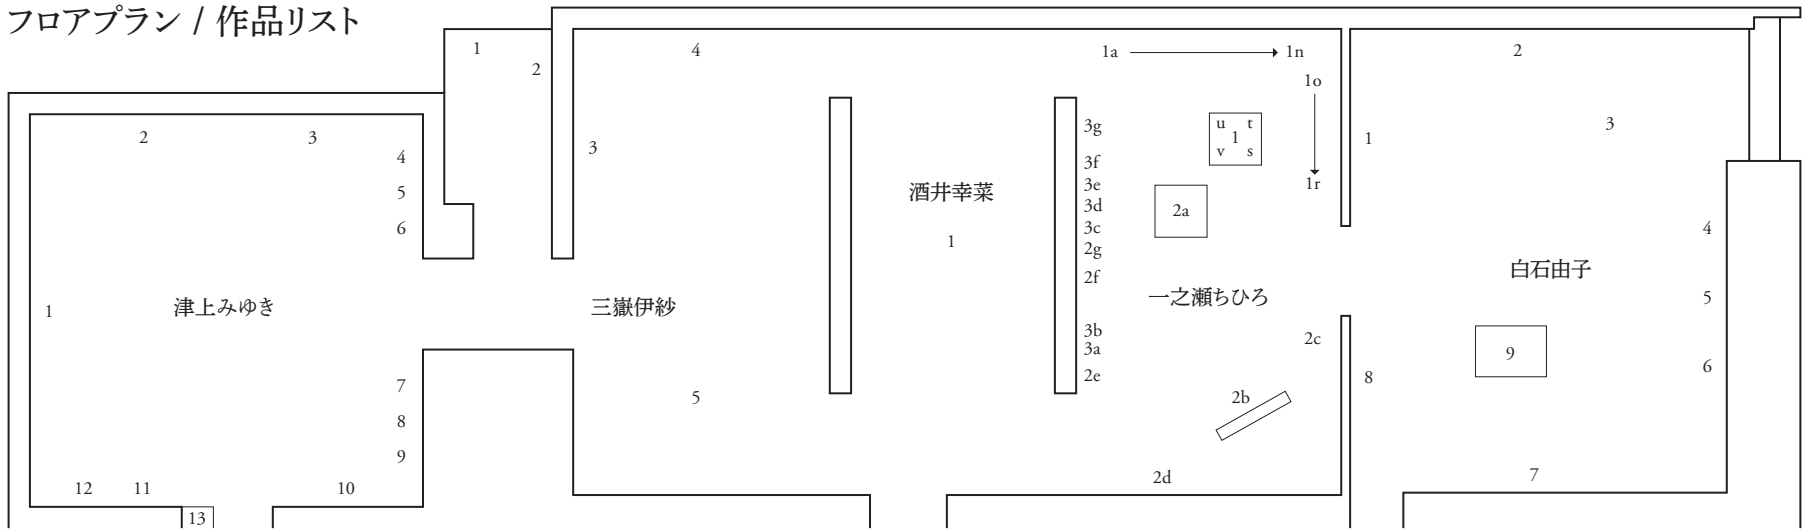 フロアプラン / 作品リスト
1
2
4
1a
1n
2
1o
3g
u
t
1
v
s
3
2
3
4
3
1
3f
5
3e
1r
酒井幸菜
3d
2a
6
3c
4
1
2g
2f
白石由子
1
津上みゆき
三嶽伊紗
一之瀬ちひろ
5
3b
2c
3a
9
6
7
2e
8
8
5
2b
9
12
11
10
2d
7
13